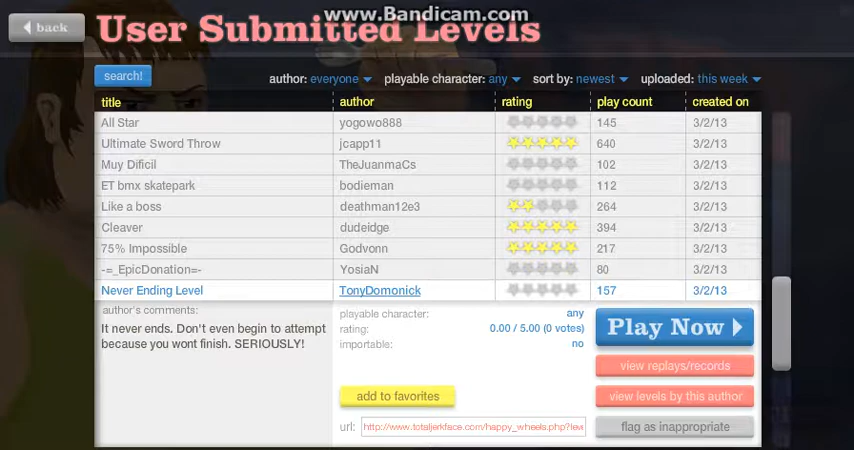 www.Bandicam.com
back
User Submitted Levels
search! author: everyone playable character: any sort by: newest uploaded: this week
title author rating play count created on
All Star yogowo888 145 3/2/13
Ultimate Sword Throw jcapp11 640 3/2/13
Muy Dificil TheJuanmaCs 102 3/2/13
ET bmx skatepark bodieman 112 3/2/13
Like a boss deathman12e3 264 3/2/13
Cleaver dudeidge 394 3/2/13
75% Impossible Godvonn 217 3/2/13
-=_EpicDonation=- YosiaN 80 3/2/13
Never Ending Level TonyDomonick 157 3/2/13
author's comments:
It never ends. Don't even begin to attempt
because you wont finish. SERIOUSLY!
playable character: any
rating: 0.00 / 5.00 (0 votes)
importable: no
add to favorites
url: http://www.totaljerkface.com/happy_wheels.php?leve
Play Now
view replays/records
view levels by this author
flag as inappropriate